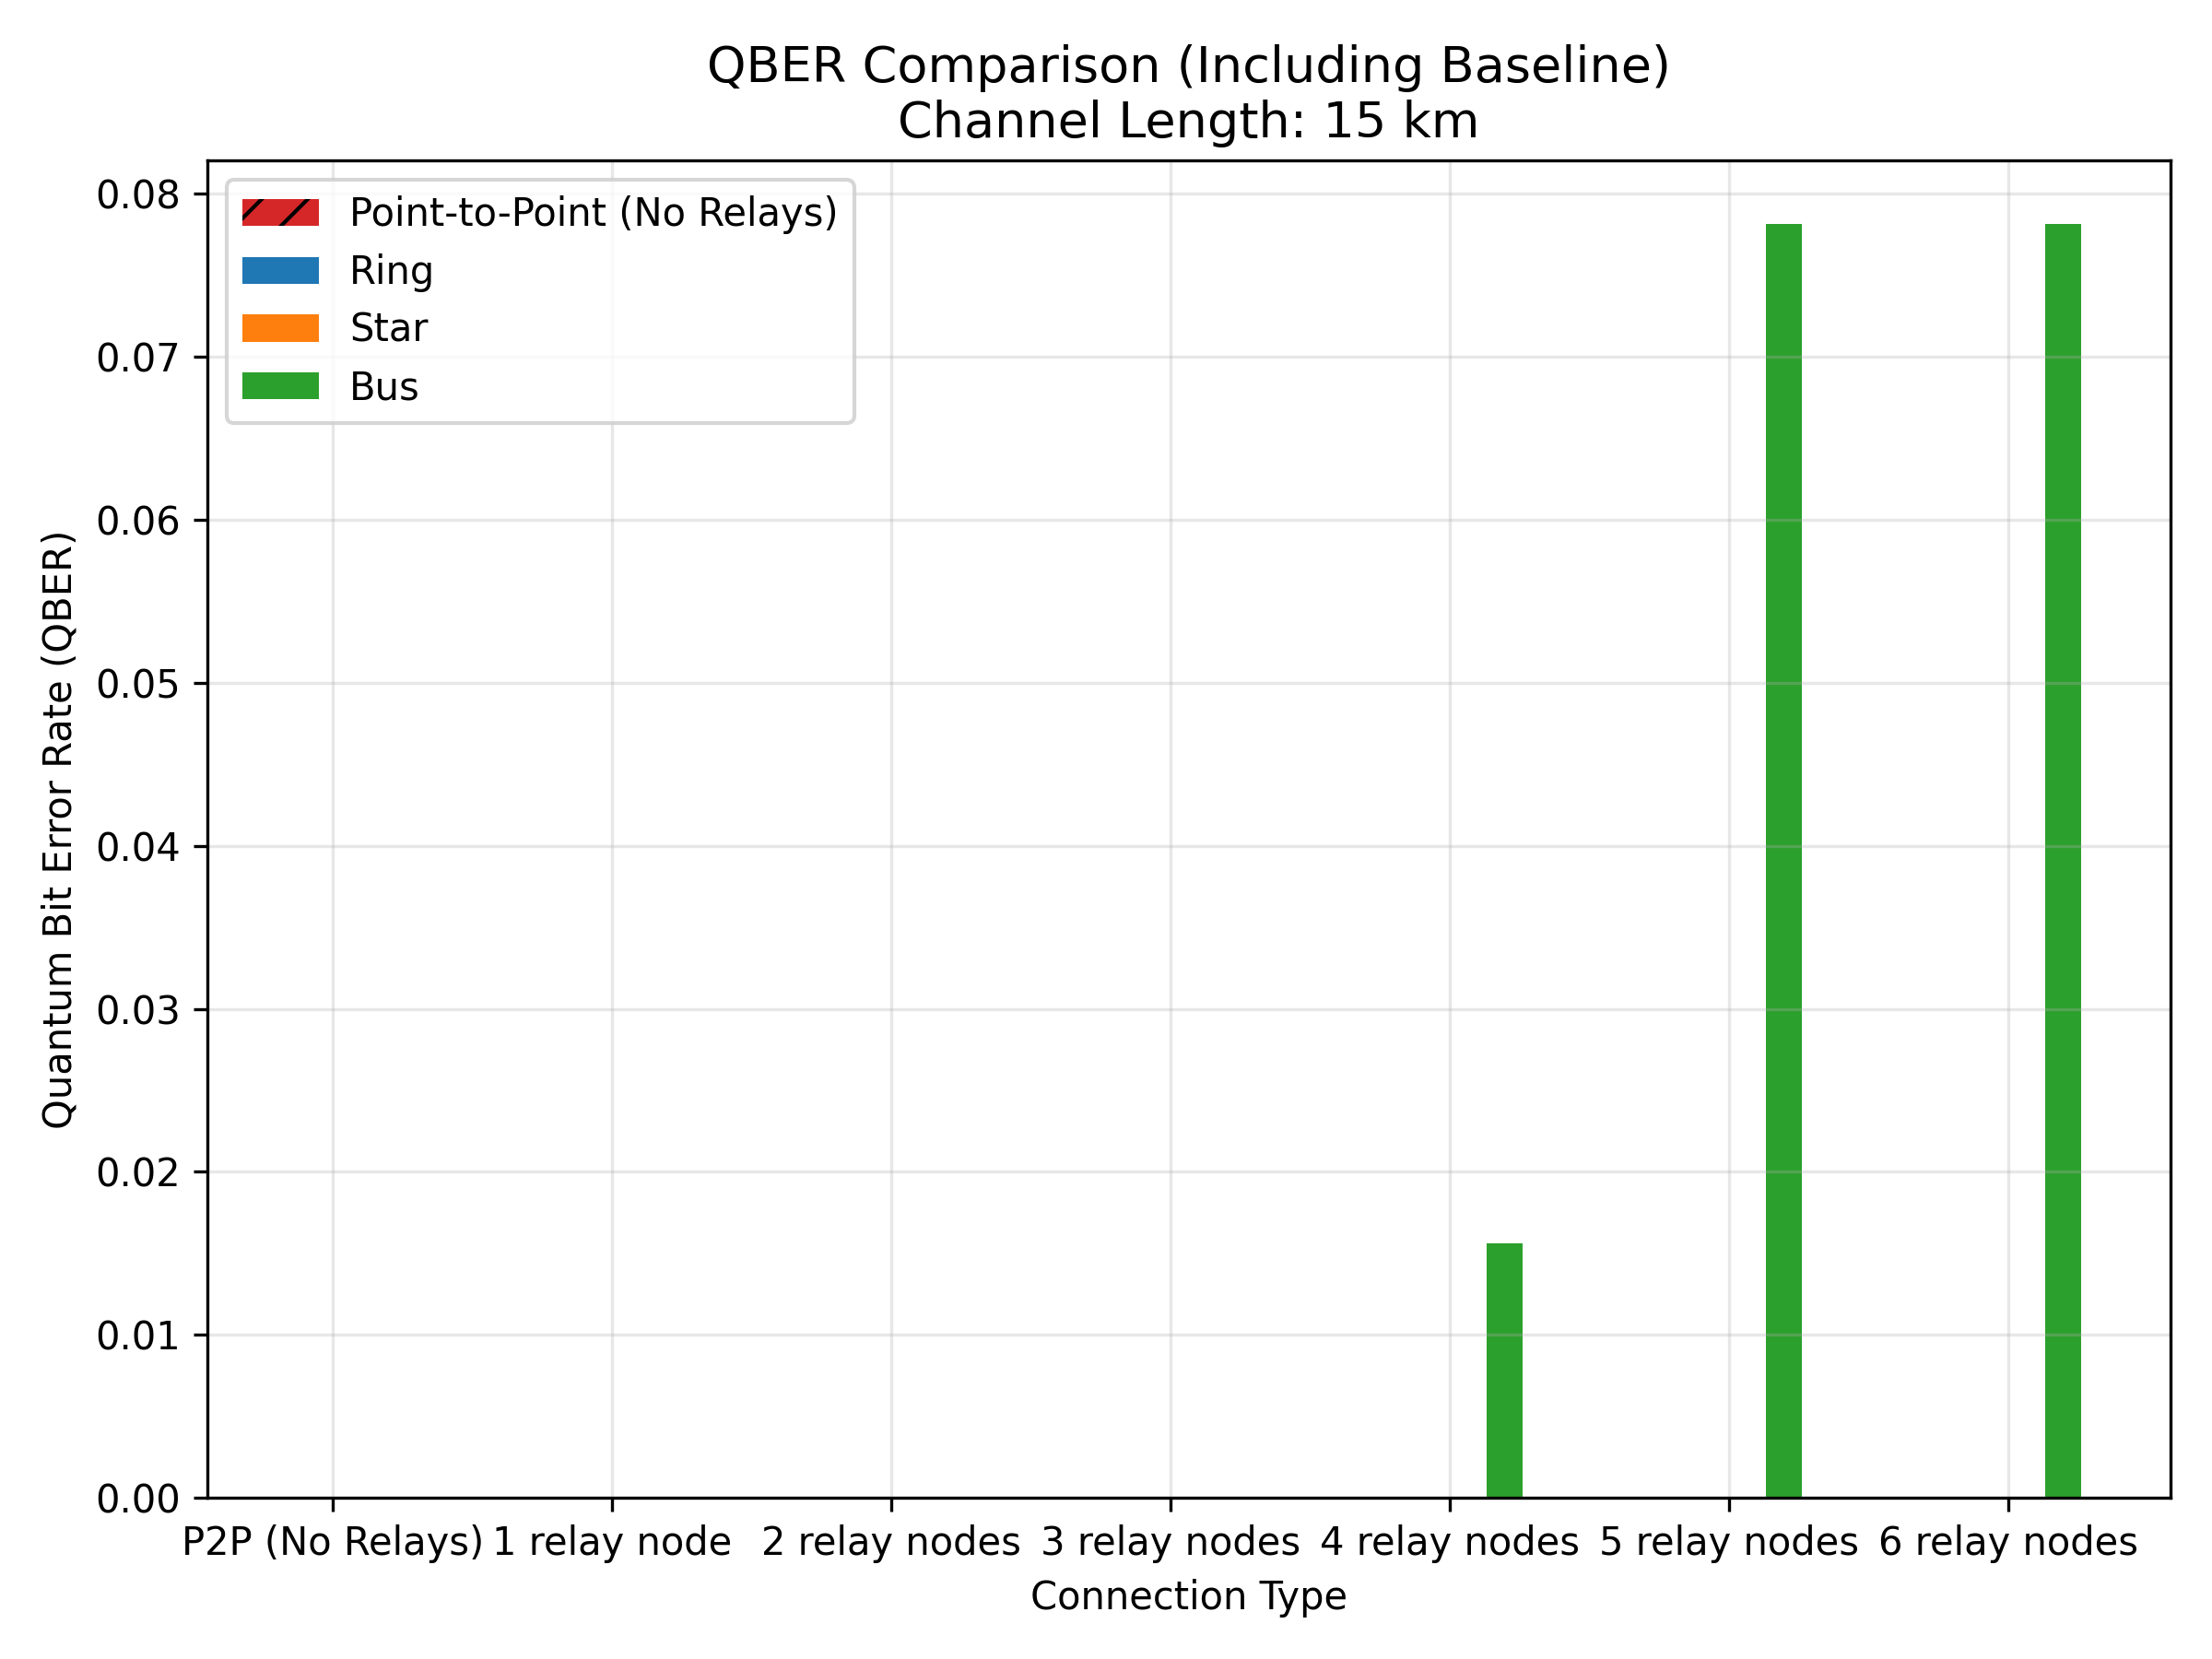 QBER Comparison (Including Baseline)
Channel Length: 15 km
Point-to-Point (No Relays)
Ring
Star
Bus
Quantum Bit Error Rate (QBER)
0.08
0.07
0.06
0.05
0.04
0.03
0.02
0.01
0.00
P2P (No Relays) 1 relay node 2 relay nodes 3 relay nodes 4 relay nodes 5 relay nodes 6 relay nodes
Connection Type